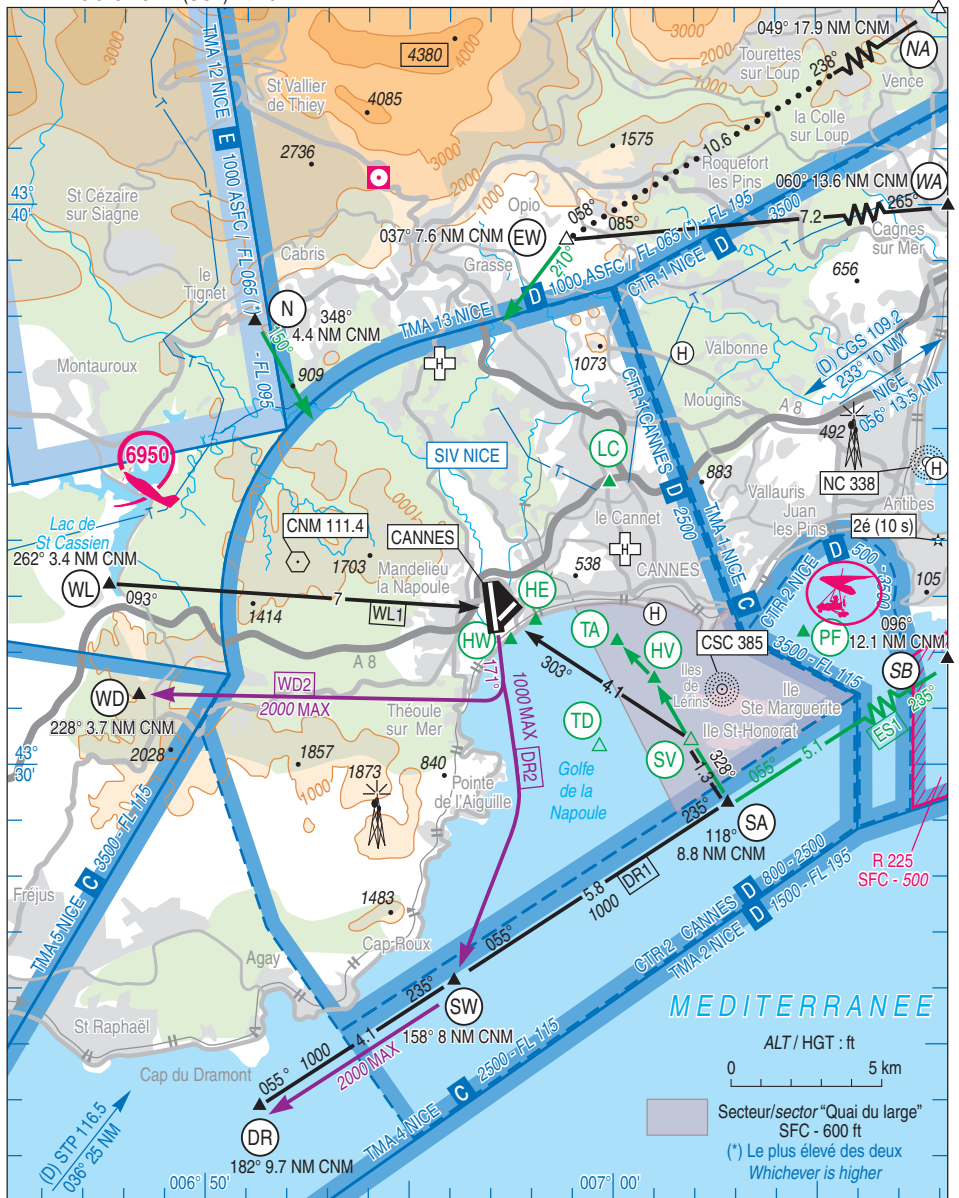 049° 17.9 NM CNM
NA
TMA 12 NICE E 1000 ASFC / FL 065 (*) - FL 095
3000
4380
4000
3000
2000
1000
Tourettes
sur Loup
238°
Vence
St Vallier
de Thiey
4085
1575
la Colle
sur Loup
2736
3000
2000
1000
10.6
Roquefort
les Pins
060° 13.6 NM CNM
WA
43°
40'
St Cézaire
sur Siagne
Opio
058°
085°
3500
7.2
265°
037° 7.6 NM CNM
EW
Cagnes
sur Mer
Cabris
Grasse
210°
656
le
Tignet
N
348°
4.4 NM CNM
TMA 13 NICE D 1000 ASFC / FL 065 (*) - FL 195
CTR 1 NICE D
150°
Montauroux
909
H
1073
H
Valbonne
(D) CGS 109.2
233° 10 NM
NICE
056° 13.5 NM
Mougins
A 8
CTR 1 CANNES D 2500
492
6950
SIV NICE
LC
883
NC 338
H
Vallauris
Juan
les Pins
Antibes
TMA 1 NICE C 3500 - FL 115
le Cannet
Lac de
St Cassien
CNM 111.4
CANNES
1000
2é (10 s)
262° 3.4 NM CNM
1703
Mandelieu
la Napoule
H
538
CANNES
CTR 2 NICE D 500 - 3500
105
WL
093°
7
WL1
1414
HE
H
096°
12.1 NM CNM
HW
TA
CSC 385
PF
A 8
171°
303°
HV
SB
WD
WD2
2000 MAX
1000 MAX
DR2
4.1
Iles
de
Lérins
Ile
Ste Marguerite
Ile St-Honorat
235°
228° 3.7 NM CNM
Théoule
sur Mer
TD
SV
ES1
5.1
2028
43°
30'
1857
1000
1873
840
Pointe
de l'Aiguille
Golfe
de la
Napoule
1.3
328°
235°
055°
SA
118°
8.8 NM CNM
R 225
SFC - 500
TMA 5 NICE C 3500 - FL 115
Fréjus
5.8
1000
DR1
1483
Cap Roux
CTR 2 CANNES D 800 - 2500
TMA 2 NICE D 1500 - FL 195
Agay
055°
235°
SW
158° 8 NM CNM
MEDITERRANEE
St Raphaël
4.1
1000
2000 MAX
ALT / HGT : ft
0 5 km
Cap du Dramont
055°
TMA 4 NICE C 2500 - FL 115
DR
182° 9.7 NM CNM
(D) STP 116.5
036° 25 NM
Secteur/sector "Quai du large"
SFC - 600 ft
(*) Le plus élevé des deux
Whichever is higher
006° 50'
007° 00'